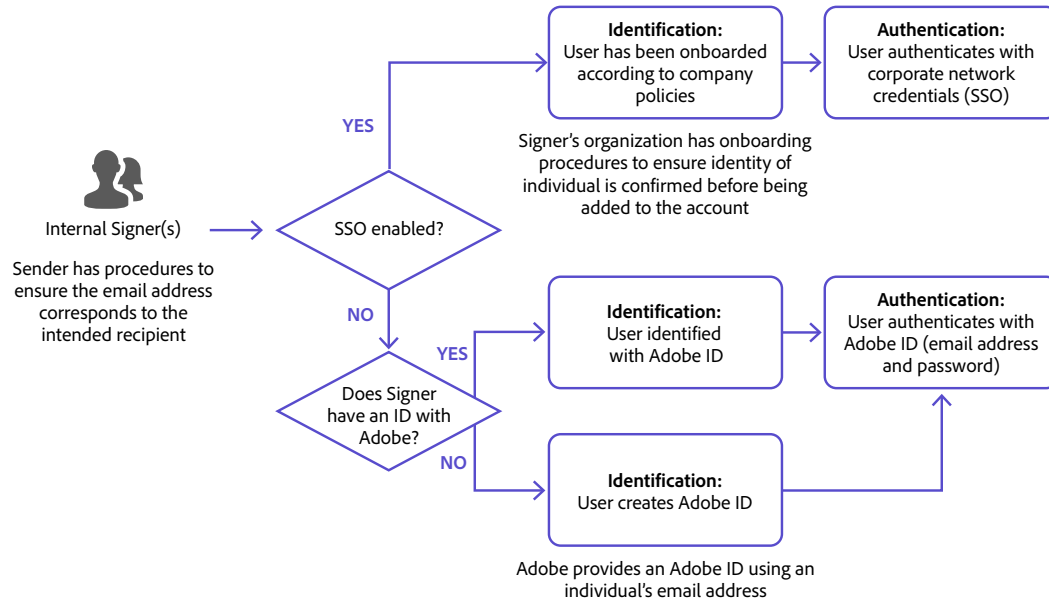 Identification:
User has been onboarded
according to company
policies
Authentication:
User authenticates with
corporate network
credentials (SSO)
YES
Signer’s organization has onboarding
procedures to ensure identity of
individual is confirmed before being
added to the account
Internal Signer(s)
SSO enabled?
Sender has procedures to
ensure the email address
corresponds to the
intended recipient
NO
Identification:
User identified
with Adobe ID
Authentication:
User authenticates with
Adobe ID (email address
and password)
YES
Does Signer
have an ID with
Adobe?
NO
Identification:
User creates Adobe ID
Adobe provides an Adobe ID using an
individual’s email address